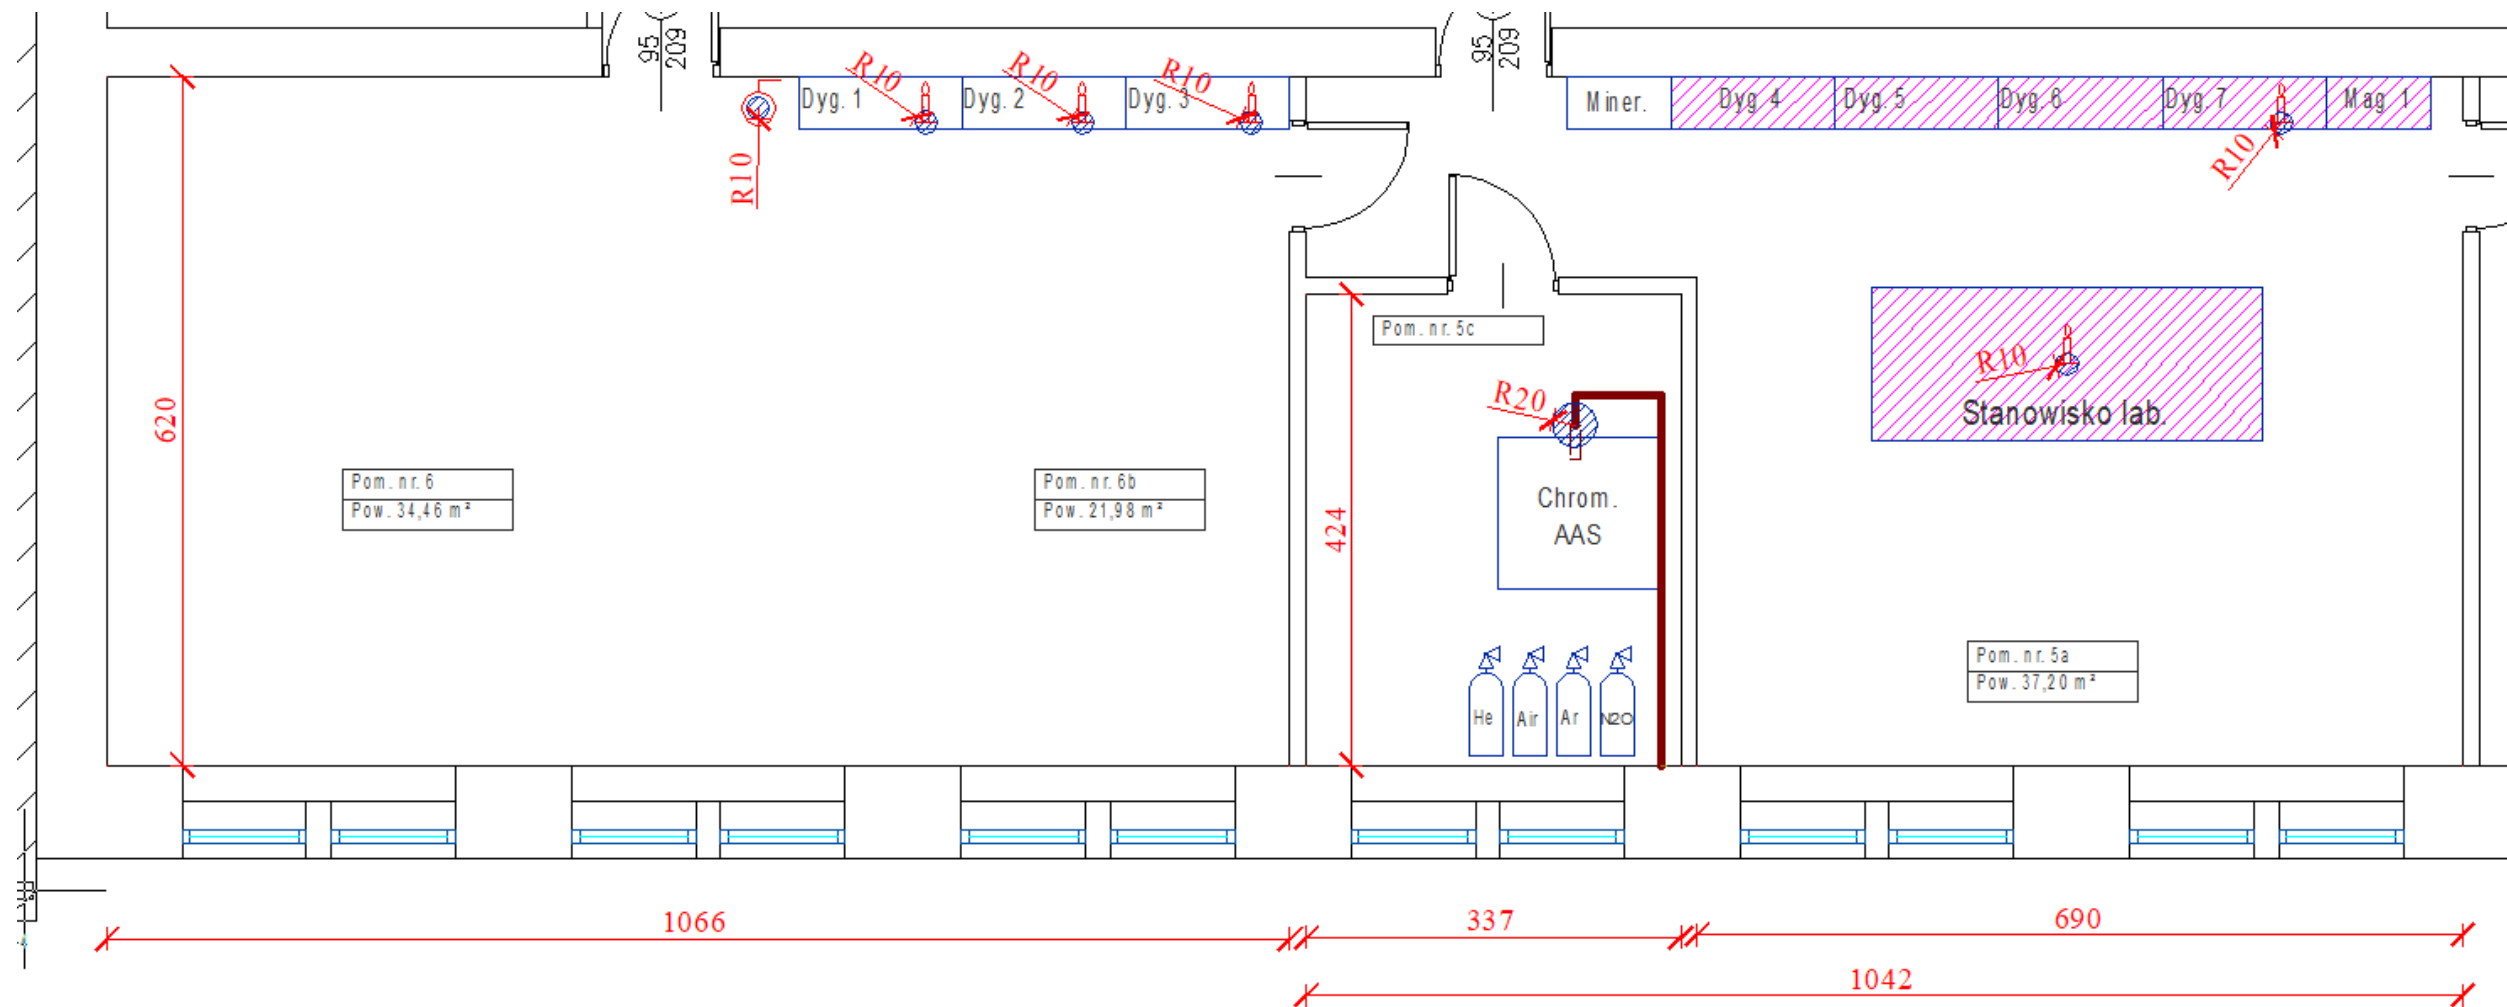 95
209
95
209
R10
R10
R10
Dyg. 1
Dyg. 2
Dyg. 3
Miner.
Dyg 4
Dyg. 5
Dyg. 6
Dyg. 7
Mag. 1
R10
R10
Pom. nr. 5c
R10
R20
Stanowisko lab.
620
424
Pom. nr. 6
Pow. 34,46 m²
Pom. nr. 6b
Pow. 21,98 m²
Chrom.
AAS
Pom. nr. 5a
Pow. 37,20 m²
He
Air
Ar
N2O
1066
337
690
1042